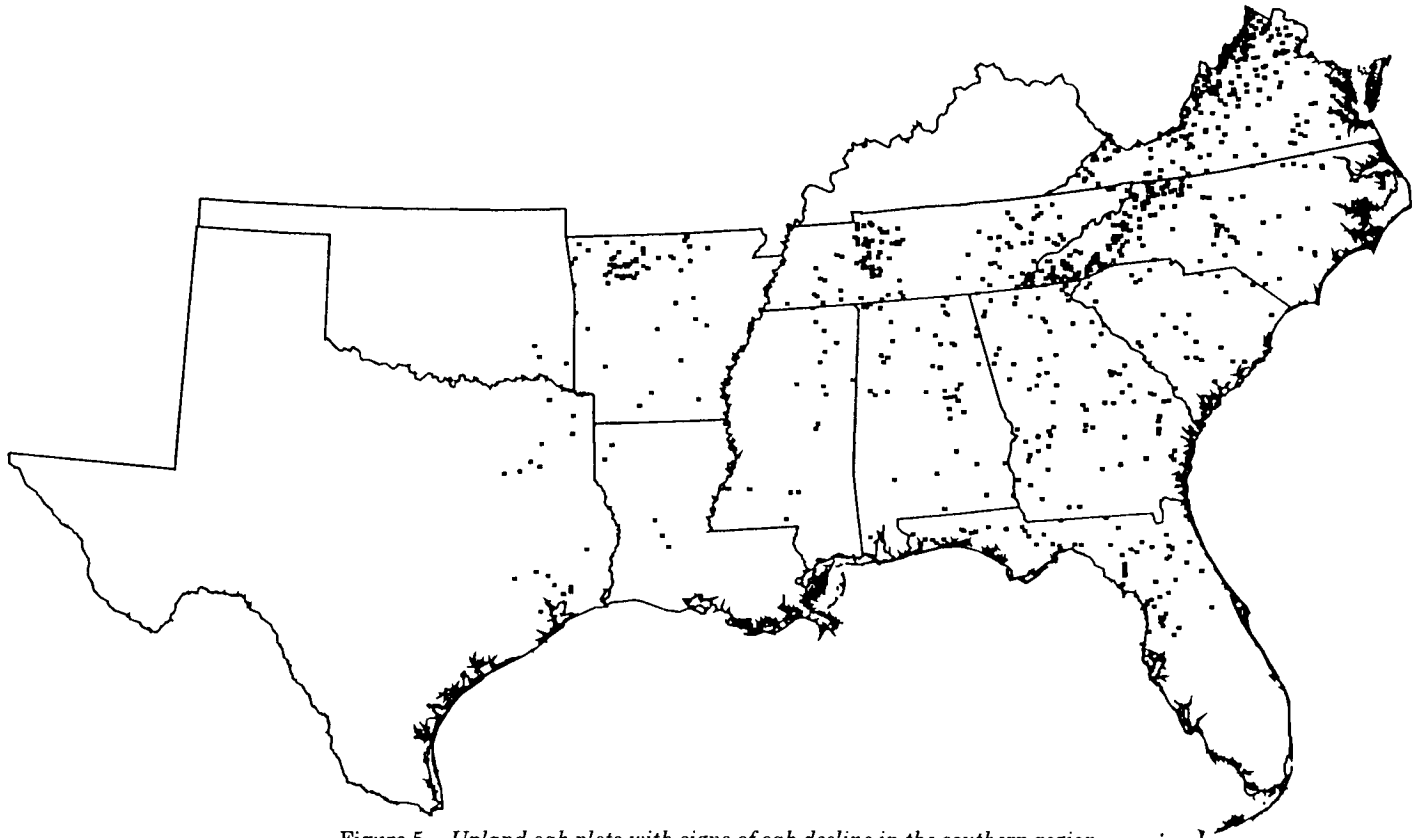 Figure 5.—Upland oak plots with signs of oak decline in the southern region